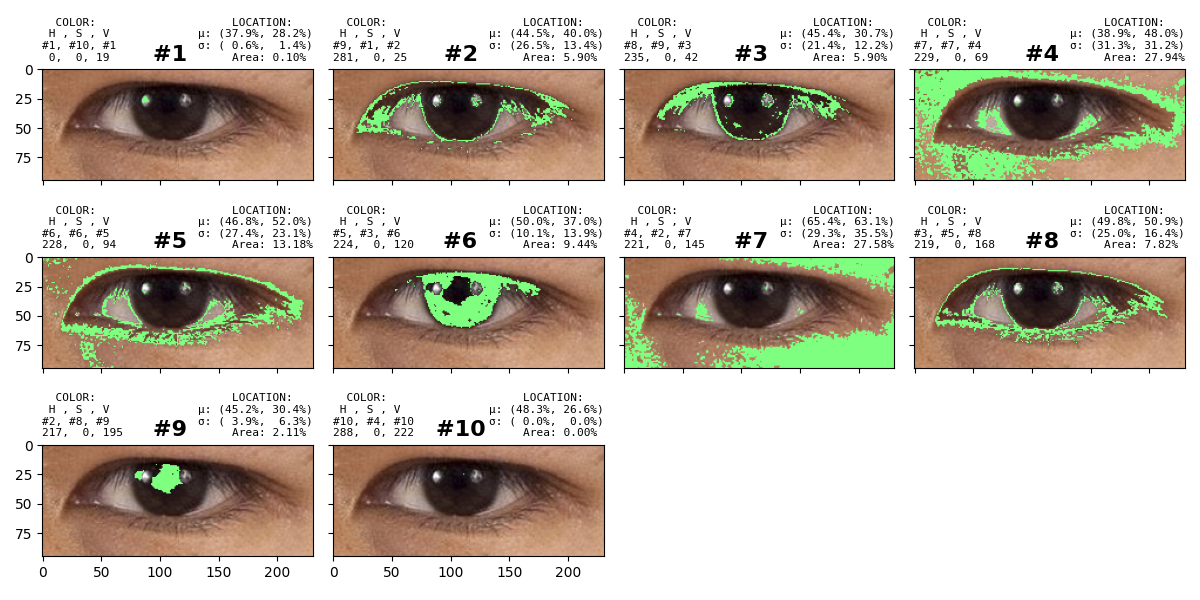 COLOR: LOCATION: COLOR: LOCATION: COLOR: LOCATION: COLOR: LOCATION:
H , S , V μ: (37.9%, 28.2%) H , S , V μ: (44.5%, 40.0%) H , S , V μ: (45.4%, 30.7%) H , S , V μ: (38.9%, 48.0%)
#1, #10, #1 #1 σ: ( 0.6%, 1.4%) #9, #1, #2 #2 σ: (26.5%, 13.4%) #8, #9, #3 #3 σ: (21.4%, 12.2%) #7, #7, #4 #4 σ: (31.3%, 31.2%)
0, 0, 19 Area: 0.10% 281, 0, 25 Area: 5.90% 235, 0, 42 Area: 5.90% 229, 0, 69 Area: 27.94%
0
25
50
75
COLOR: LOCATION: COLOR: LOCATION: COLOR: LOCATION: COLOR: LOCATION:
H , S , V μ: (46.8%, 52.0%) H , S , V μ: (50.0%, 37.0%) H , S , V μ: (65.4%, 63.1%) H , S , V μ: (49.8%, 50.9%)
#6, #6, #5 #5 σ: (27.4%, 23.1%) #5, #3, #6 #6 σ: (10.1%, 13.9%) #4, #2, #7 #7 σ: (29.3%, 35.5%) #3, #5, #8 #8 σ: (25.0%, 16.4%)
228, 0, 94 Area: 13.18% 224, 0, 120 Area: 9.44% 221, 0, 145 Area: 27.58% 219, 0, 168 Area: 7.82%
0
25
50
75
COLOR: LOCATION: COLOR: LOCATION:
H , S , V μ: (45.2%, 30.4%) H , S , V μ: (48.3%, 26.6%)
#2, #8, #9 #9 σ: ( 3.9%, 6.3%) #10, #4, #10 #10 σ: ( 0.0%, 0.0%)
217, 0, 195 Area: 2.11% 288, 0, 222 Area: 0.00%
0
25
50
75
0 50 100 150 200 0 50 100 150 200